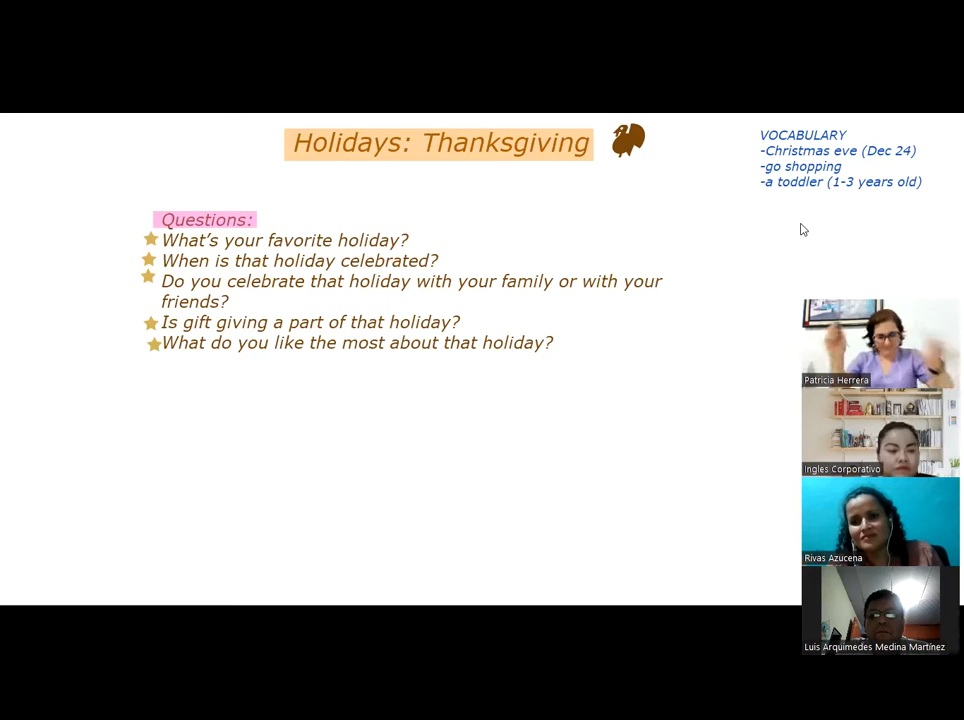 Holidays: Thanksgiving
VOCABULARY
-Christmas eve (Dec 24)
-go shopping
-a toddler (1-3 years old)
Questions:
What's your favorite holiday?
When is that holiday celebrated?
Do you celebrate that holiday with your family or with your
friends?
Is gift giving a part of that holiday?
What do you like the most about that holiday?
Patricia Herrera
Ingles Corporativo
Rivas Azucena
Luis Arquimedes Medina Martínez